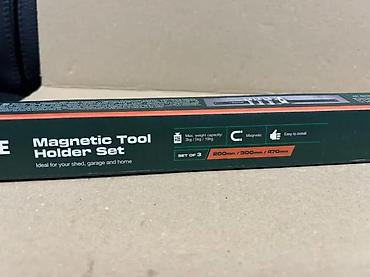 E
Magnetic Tool
Holder Set
Ideal for your shed, garage and home
Max. weight capacity:
3kg / 5kg / 10kg
Magnetic
Easy to install
SET OF 3
200mm / 300mm / 470mm